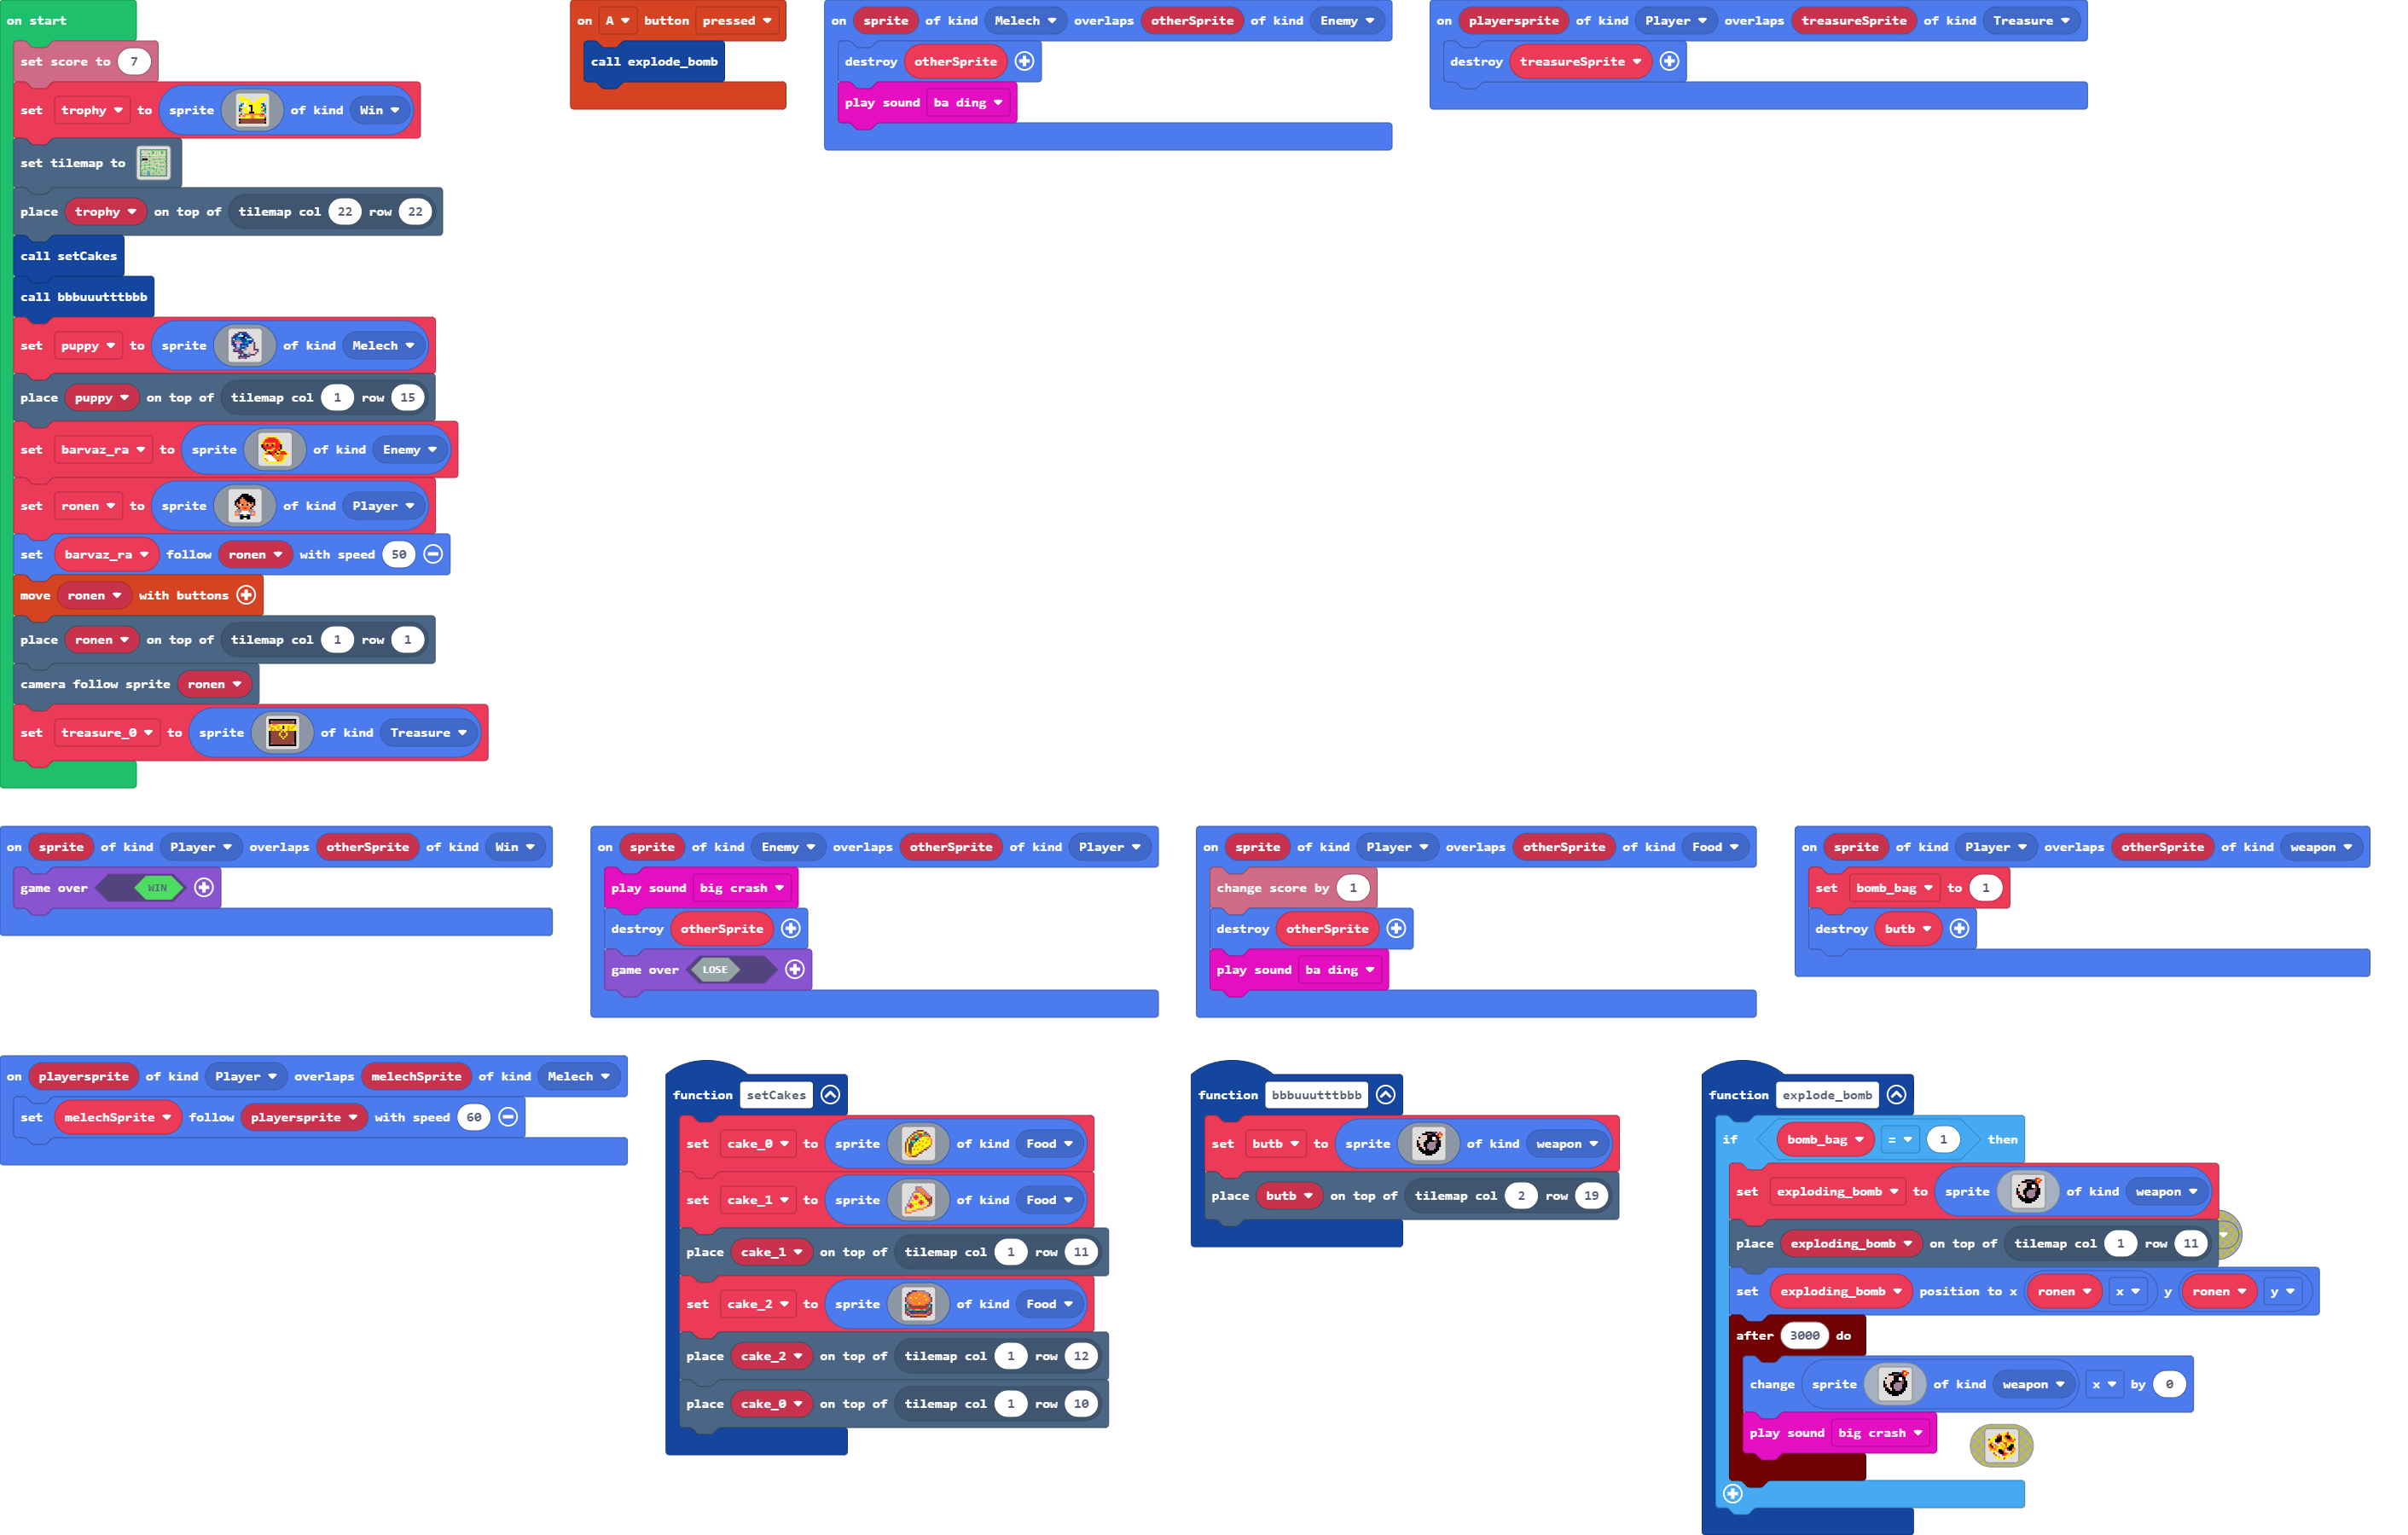 on start
set score to 7
set trophy to sprite 1 of kind Win
set tilemap to
place trophy on top of tilemap col 22 row 22
call setCakes
call bbbuuutttbbb
set puppy to sprite of kind Melech
place puppy on top of tilemap col 1 row 15
set barvaz_ra to sprite of kind Enemy
set ronen to sprite of kind Player
set barvaz_ra follow ronen with speed 50
move ronen with buttons
place ronen on top of tilemap col 1 row 1
camera follow sprite ronen
set treasure_0 to sprite of kind Treasure
on A button pressed
call explode_bomb
on sprite of kind Melech overlaps otherSprite of kind Enemy
destroy otherSprite
play sound ba ding
on playersprite of kind Player overlaps treasureSprite of kind Treasure
destroy treasureSprite
on sprite of kind Player overlaps otherSprite of kind Win
game over WIN
on sprite of kind Enemy overlaps otherSprite of kind Player
play sound big crash
destroy otherSprite
game over LOSE
on sprite of kind Player overlaps otherSprite of kind Food
change score by 1
destroy otherSprite
play sound ba ding
on sprite of kind Player overlaps otherSprite of kind weapon
set bomb_bag to 1
destroy butb
on playersprite of kind Player overlaps melechSprite of kind Melech
set melechSprite follow playersprite with speed 60
function setCakes
set cake_0 to sprite of kind Food
set cake_1 to sprite of kind Food
place cake_1 on top of tilemap col 1 row 11
set cake_2 to sprite of kind Food
place cake_2 on top of tilemap col 1 row 12
place cake_0 on top of tilemap col 1 row 10
function bbbuuutttbbb
set butb to sprite of kind weapon
place butb on top of tilemap col 2 row 19
function explode_bomb
if bomb_bag = 1 then
set exploding_bomb to sprite of kind weapon
place exploding_bomb on top of tilemap col 1 row 11
set exploding_bomb position to x ronen x y ronen y
after 3000 do
change sprite of kind weapon x by 0
play sound big crash